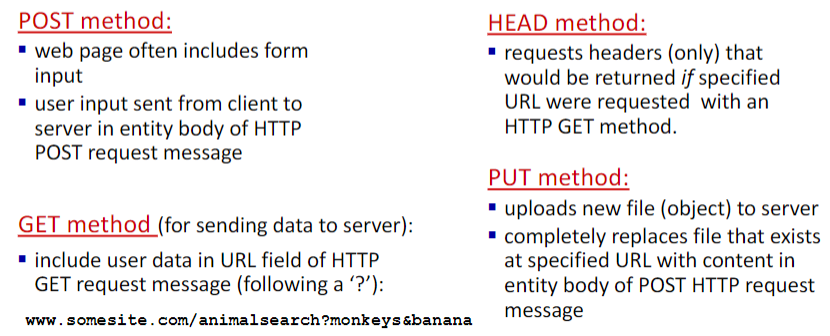 POST method:
▪ web page often includes form
input
▪ user input sent from client to
server in entity body of HTTP
POST request message
GET method (for sending data to server):
▪ include user data in URL field of HTTP
GET request message (following a ‘?’):
www.somesite.com/animalsearch?monkeys&banana
HEAD method:
▪ requests headers (only) that
would be returned if specified
URL were requested with an
HTTP GET method.
PUT method:
▪ uploads new file (object) to server
▪ completely replaces file that exists
at specified URL with content in
entity body of POST HTTP request
message